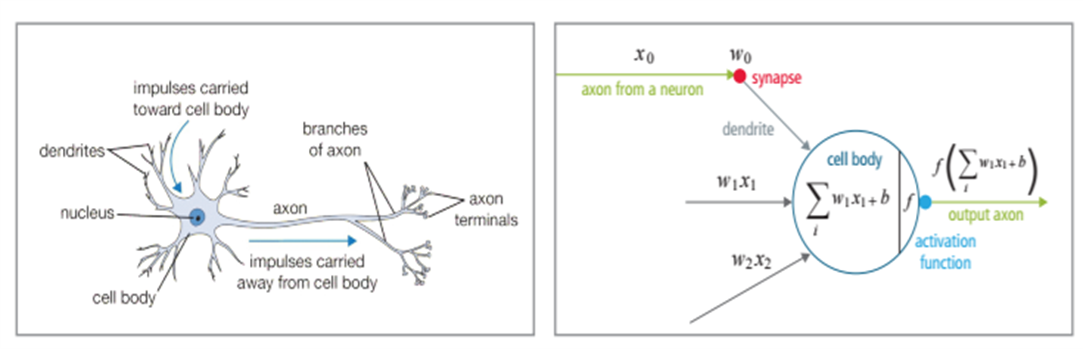 impulses carried
toward cell body
dendrites
nucleus
cell body
axon
impulses carried
away from cell body
branches
of axon
axon
terminals
x₀
w₀
synapse
axon from a neuron
dendrite
w₁x₁
w₂x₂
cell body
∑ᵢ w₁x₁ + b
f
f(∑ᵢ w₁x₁ + b)
output axon
activation
function